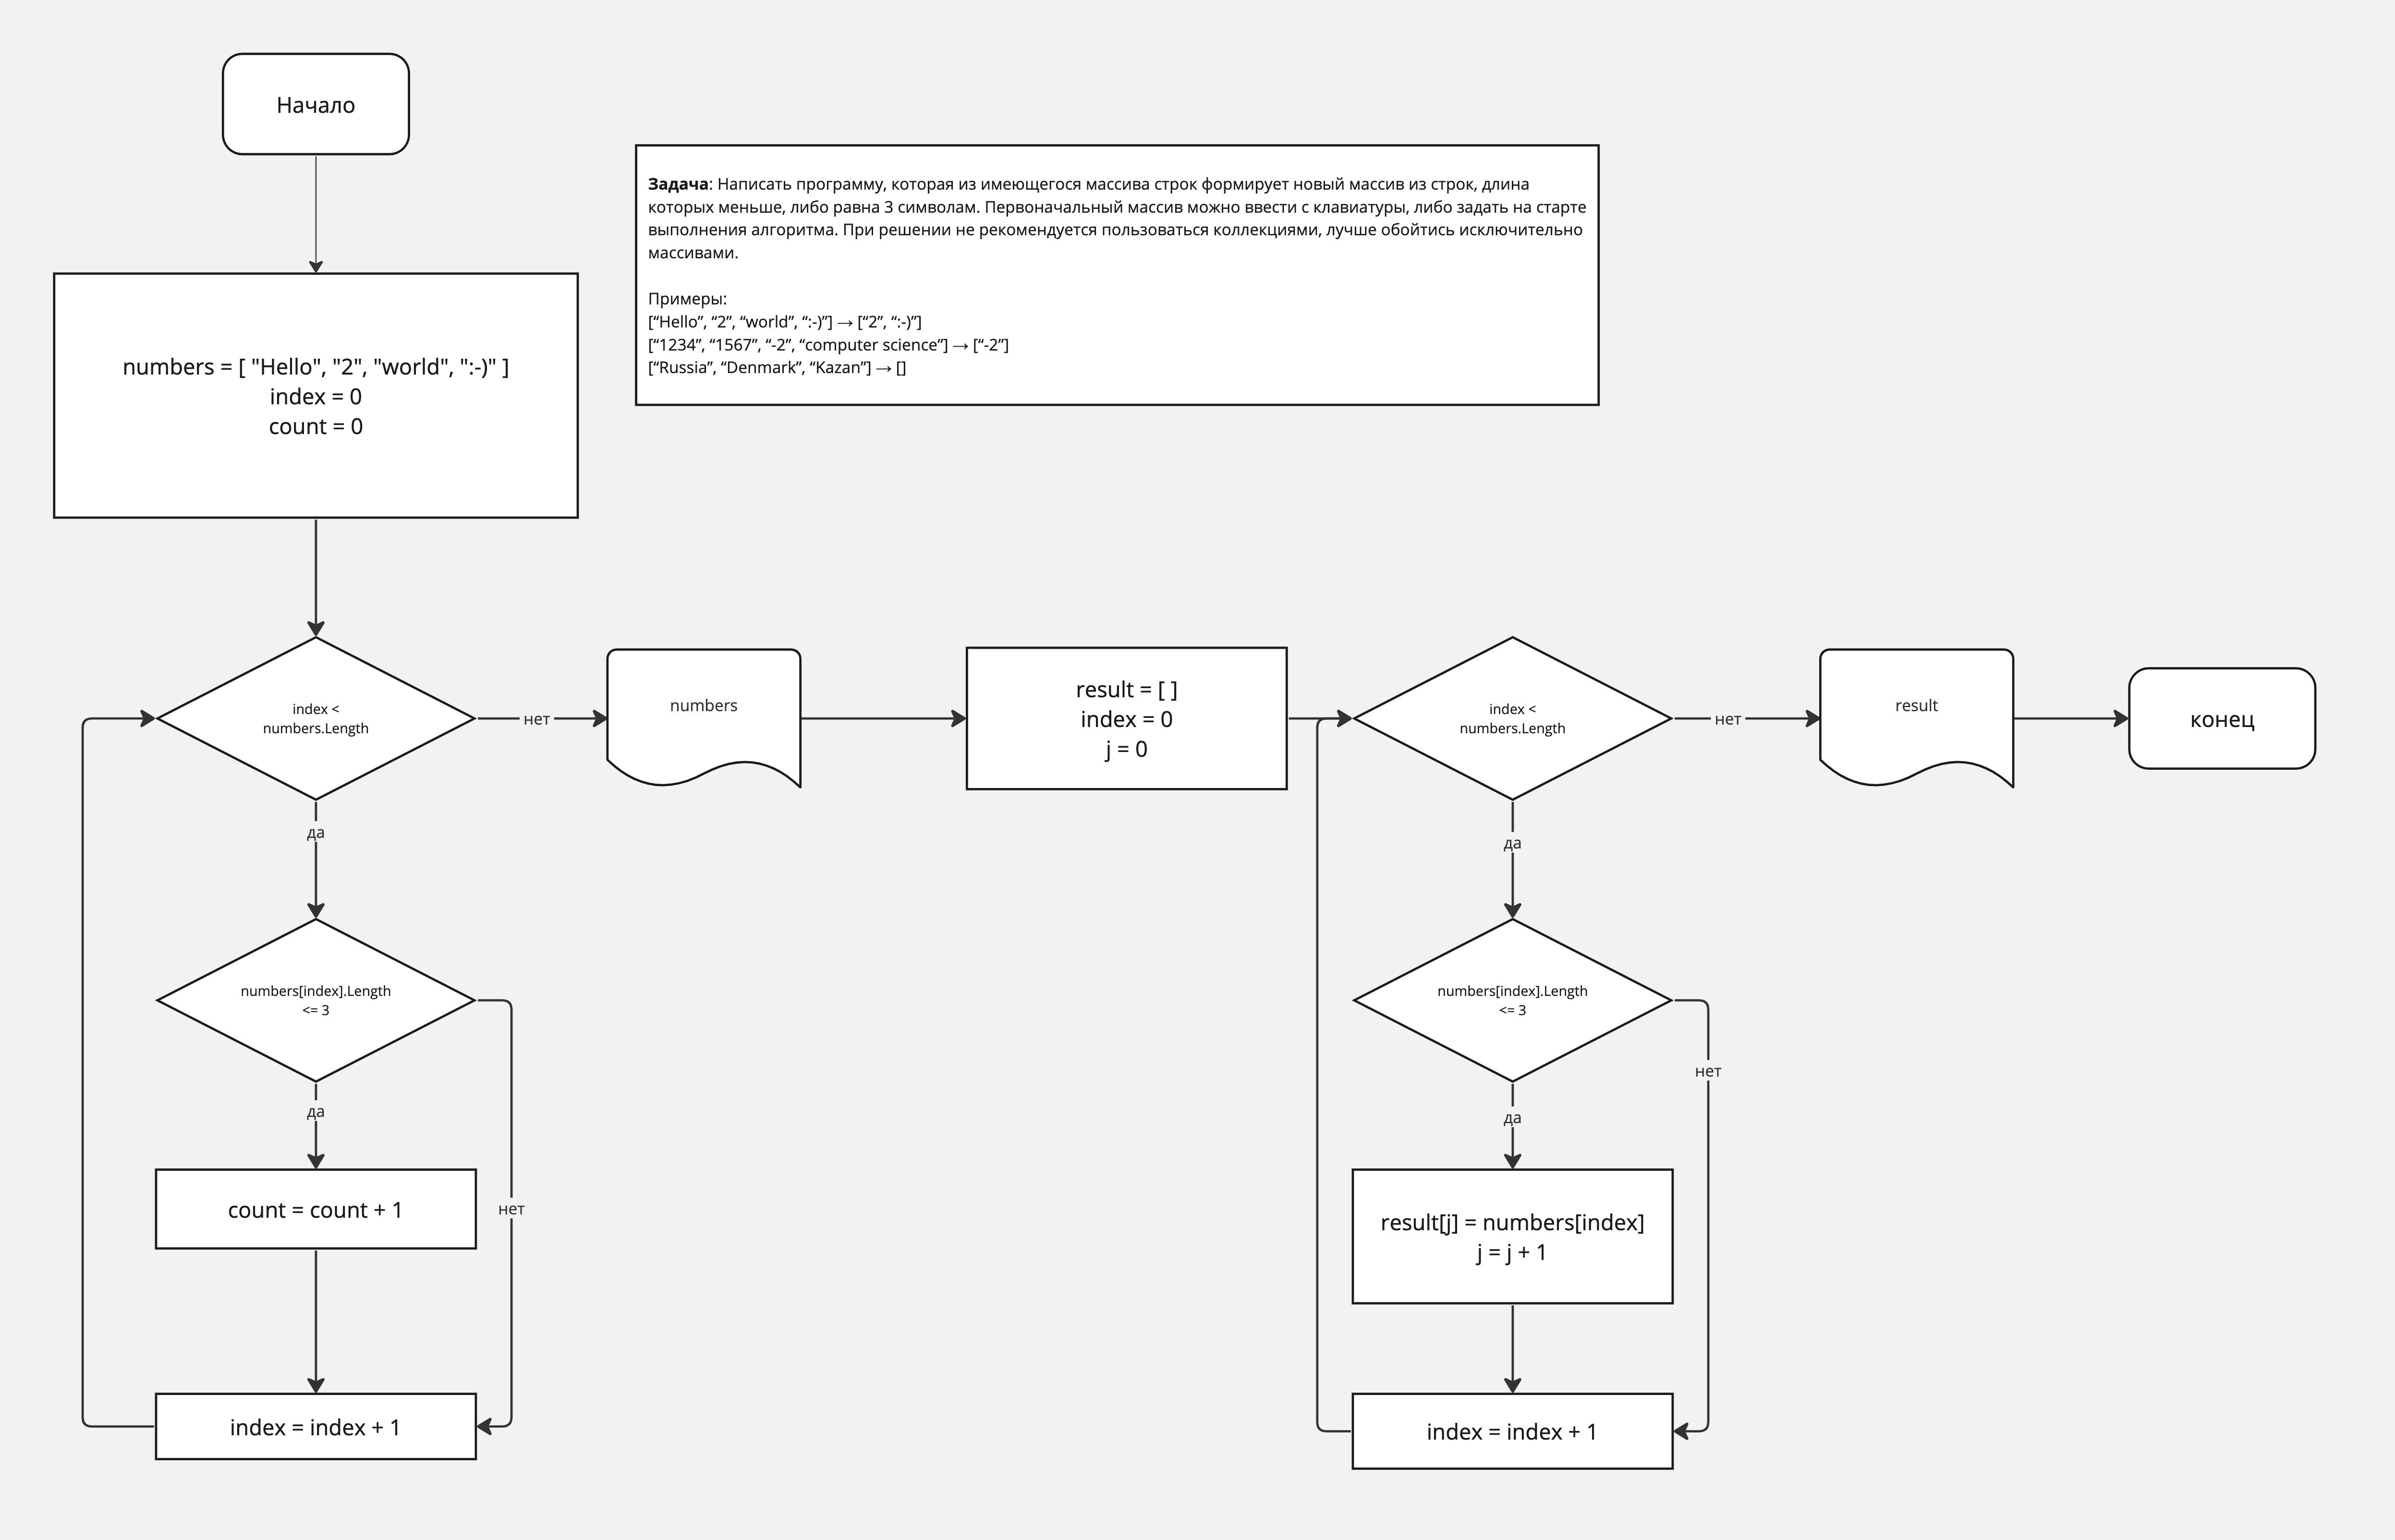 Начало
Задача: Написать программу, которая из имеющегося массива строк формирует новый массив из строк, длина
которых меньше, либо равна 3 символам. Первоначальный массив можно ввести с клавиатуры, либо задать на старте
выполнения алгоритма. При решении не рекомендуется пользоваться коллекциями, лучше обойтись исключительно
массивами.
Примеры:
[“Hello”, “2”, “world”, “:-)”] → [“2”, “:-)”]
[“1234”, “1567”, “-2”, “computer science”] → [“-2”]
[“Russia”, “Denmark”, “Kazan”] → []
numbers = [ "Hello", "2", "world", ":-)" ]
index = 0
count = 0
index <
numbers.Length
нет
numbers
result = [ ]
index = 0
j = 0
index <
numbers.Length
нет
result
конец
да
numbers[index].Length
<= 3
да
count = count + 1
нет
index = index + 1
да
numbers[index].Length
<= 3
нет
да
result[j] = numbers[index]
j = j + 1
index = index + 1